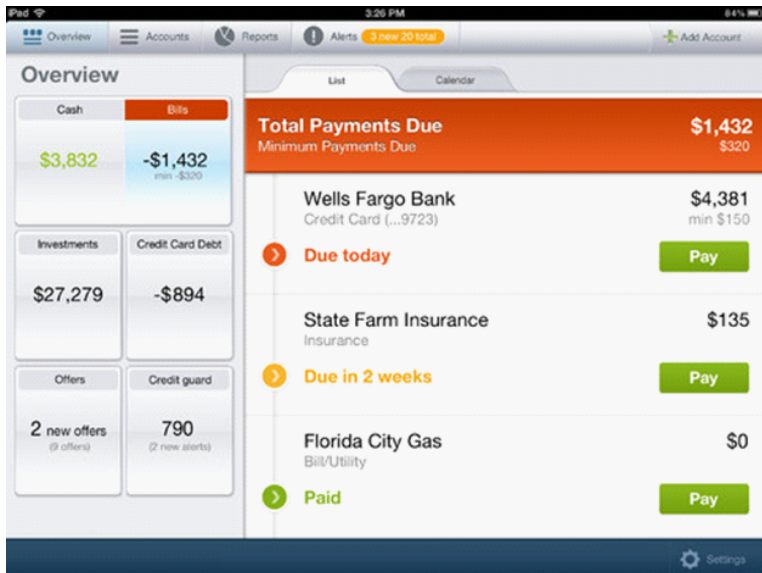 iPad 3:26 PM 84%
Overview Accounts Reports Alerts 3 new 20 total Add Account
Overview
List Calendar
Cash Bills
$3,832 -$1,432
min -$320
Investments Credit Card Debt
$27,279 -$894
Offers Credit guard
2 new offers 790
(9 offers) (2 new alerts)
Total Payments Due $1,432
Minimum Payments Due $320
Wells Fargo Bank $4,381
Credit Card (...9723) min $150
Due today Pay
State Farm Insurance $135
Insurance
Due in 2 weeks Pay
Florida City Gas $0
Bill/Utility
Paid Pay
Settings